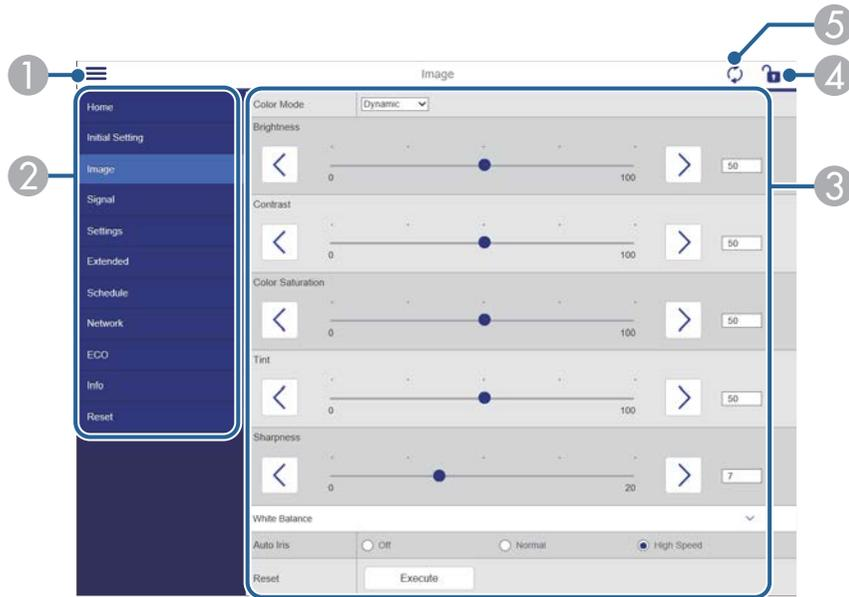 5
1
Image
4
Home
Color Mode
Dynamic
Initial Setting
Brightness
2
Image
0
100
50
3
Signal
Contrast
Settings
0
100
50
Extended
Color Saturation
Schedule
Network
0
100
50
ECO
Tint
Info
0
100
50
Reset
Sharpness
0
20
7
White Balance
Auto Iris
Off
Normal
High Speed
Reset
Execute